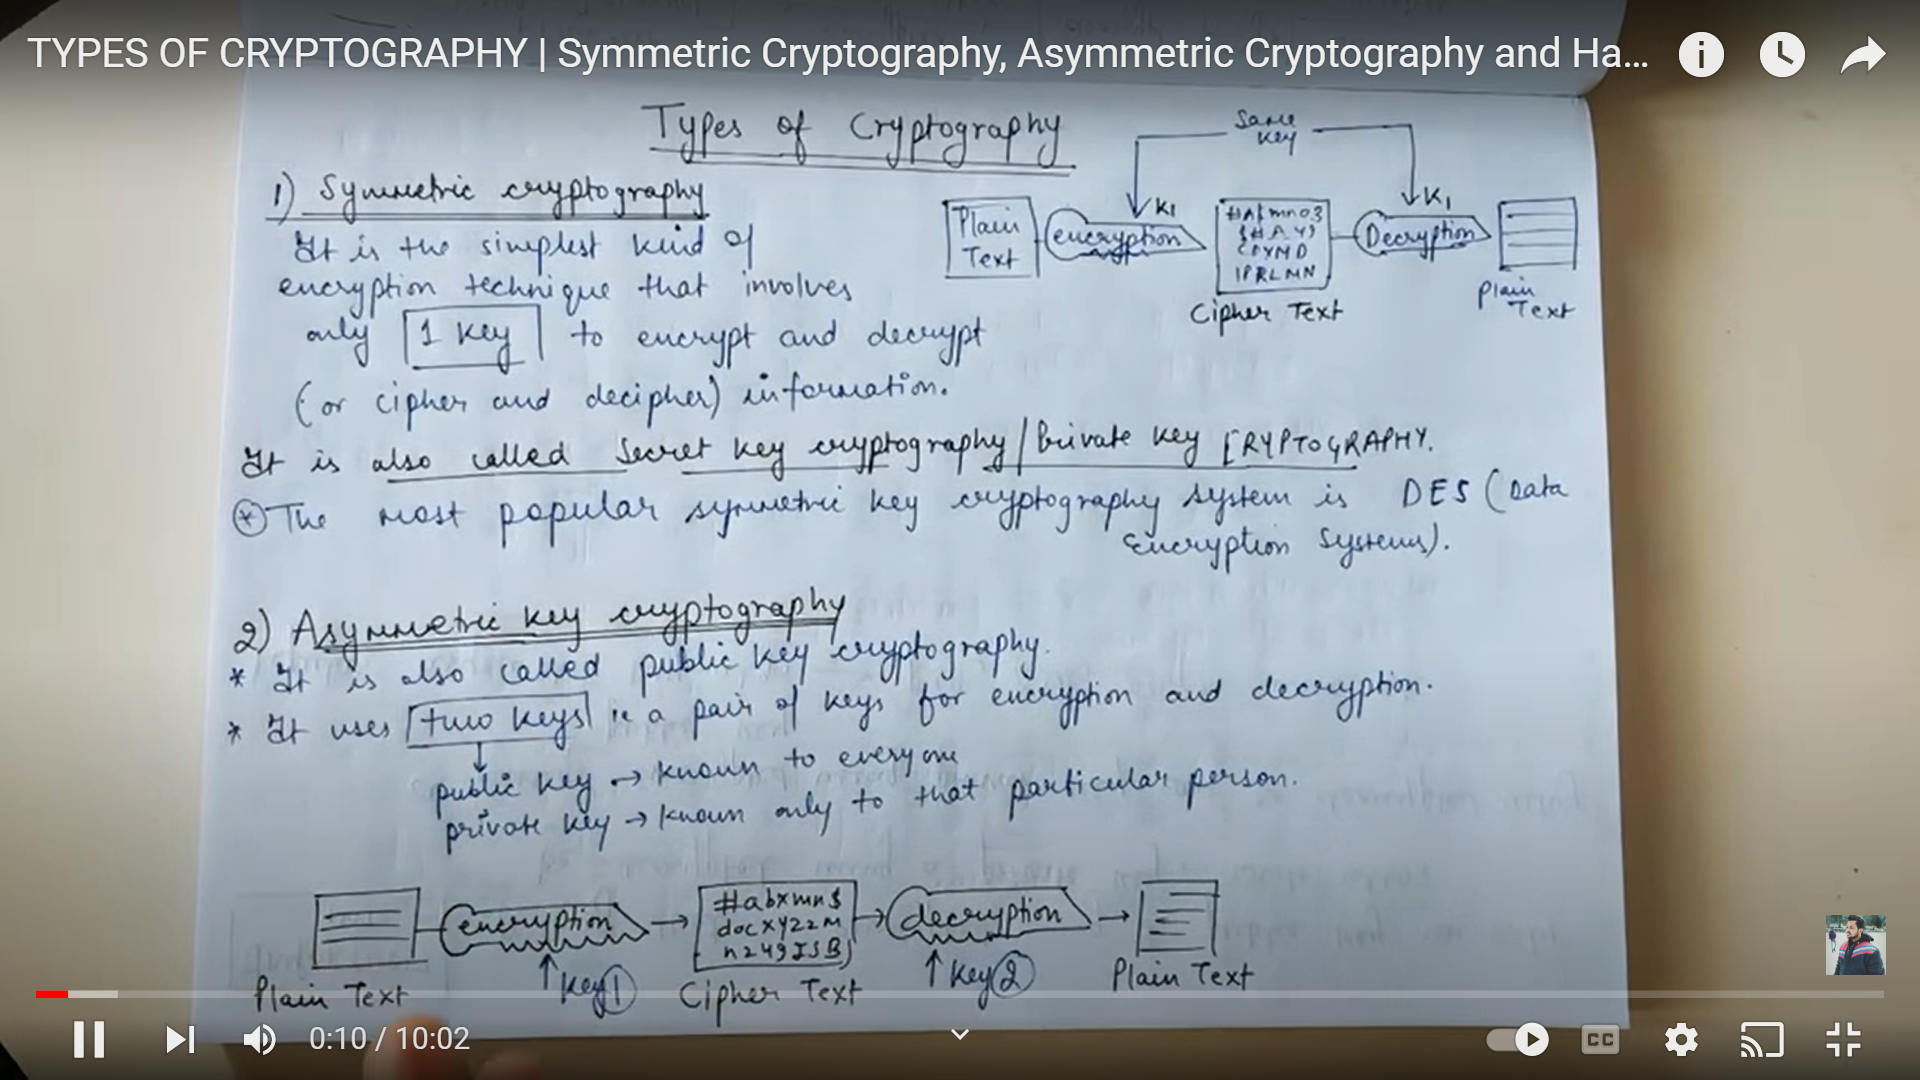 TYPES OF CRYPTOGRAPHY | Symmetric Cryptography, Asymmetric Cryptography and Ha...
Types of Cryptography
1) Symmetric cryptography
It is the simplest kind of
encryption technique that involves
only 1 key to encrypt and decrypt
(or cipher and decipher) information.
Same
key
K1
K1
Plain
Text
encryption
Decryption
CDYMD
IPRLMN
Cipher Text
Plain
Text
It is also called Secret key cryptography/Private key CRYPTOGRAPHY.
* The most popular symmetric key cryptography system is DES (Data
Encryption Systems).
2) Asymmetric key cryptography
* It is also called public key cryptography.
* It uses two keys ie a pair of keys for encryption and decryption.
public key → known to everyone
private key → known only to that particular person.
encryption
#abxmn$
docxyzzm
nz49ISB)
decryption
Plain Text
Key 1
Cipher Text
Key 2
Plain Text
0:10 / 10:02
CC